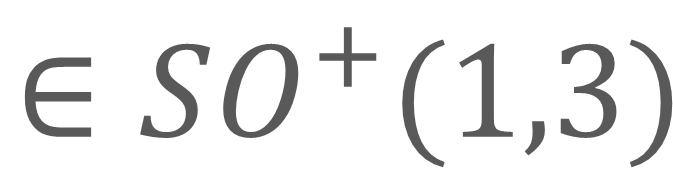 ∈ SO⁺(1,3)